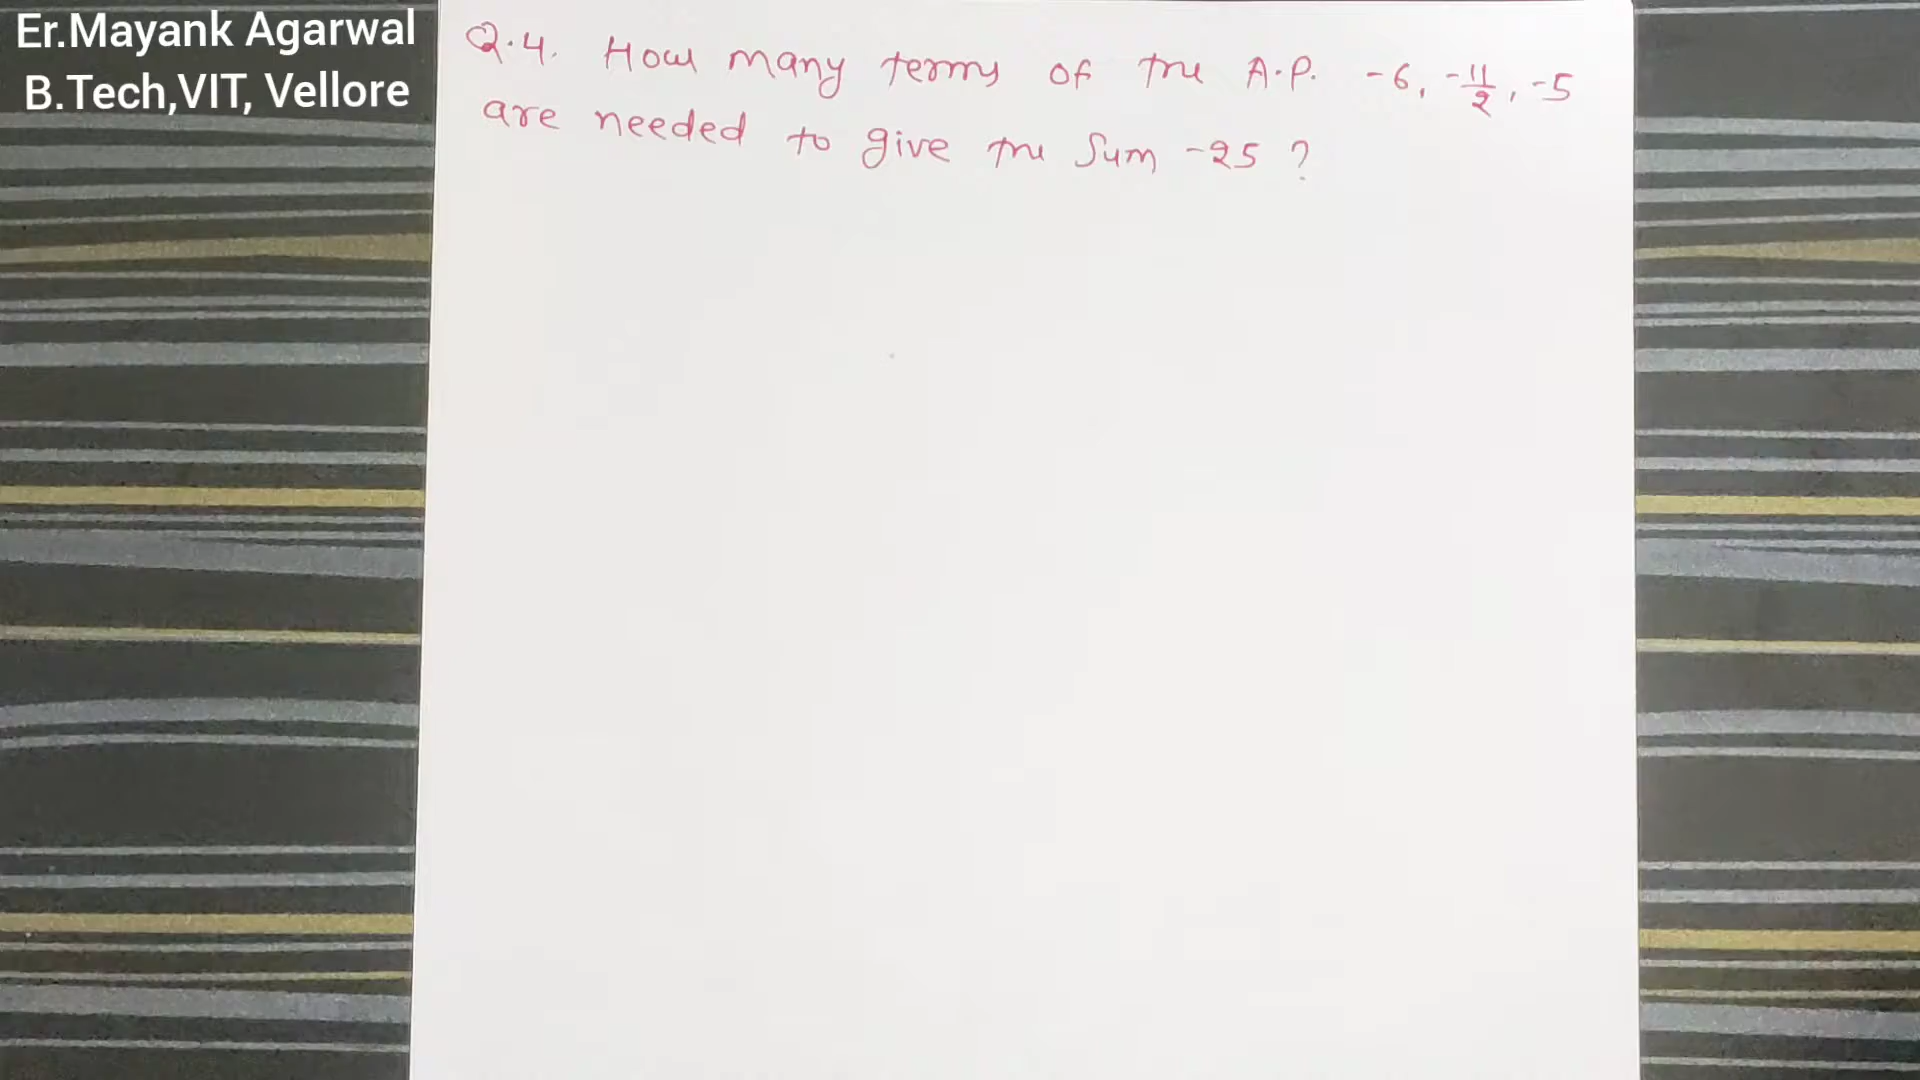 Er.Mayank Agarwal
B.Tech,VIT, Vellore
Q.4. How many terms of the A.P. -6, -11/2, -5
are needed to give the Sum -25 ?